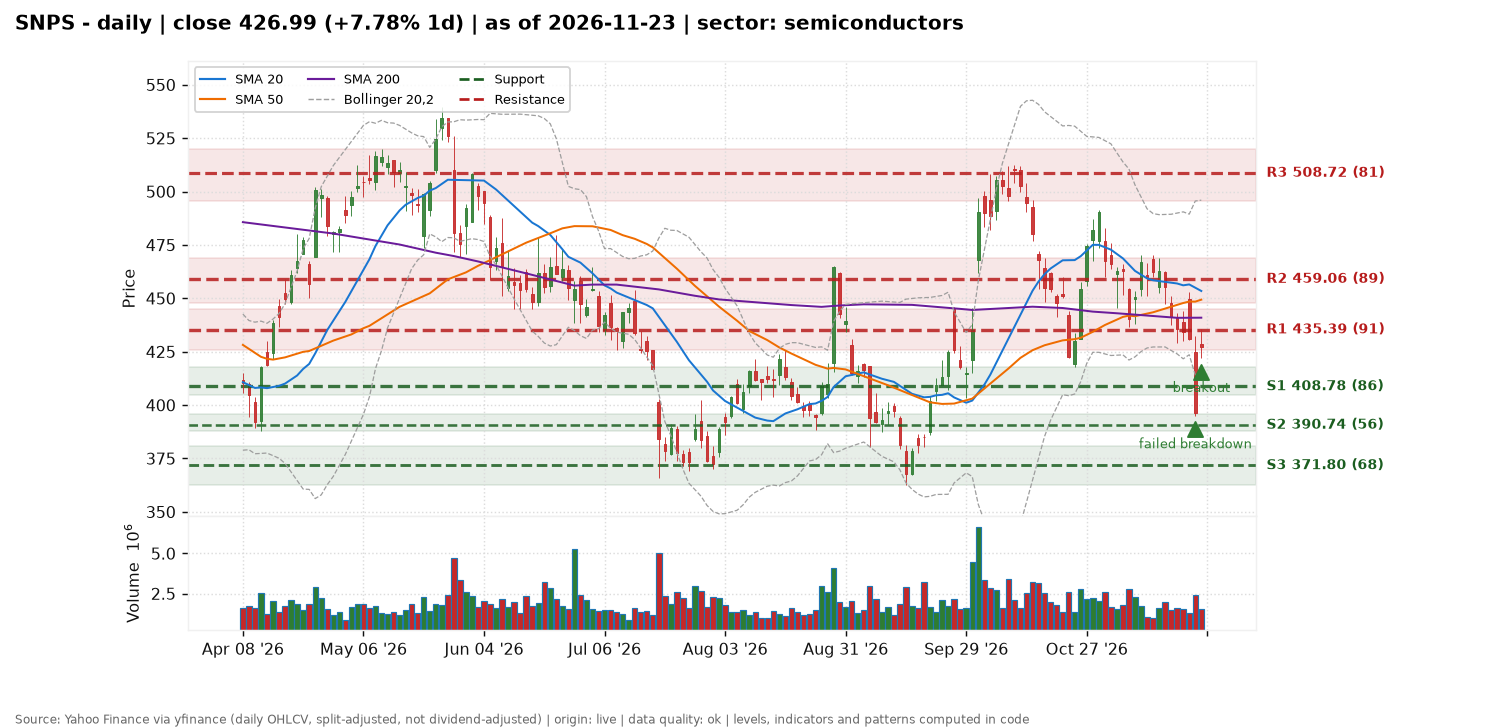 SNPS - daily | close 426.99 (+7.78% 1d) | as of 2026-11-23 | sector: semiconductors
SMA 20
SMA 50
SMA 200
Bollinger 20,2
Support
Resistance
Price
550
525
500
475
450
425
400
375
350
R3 508.72 (81)
R2 459.06 (89)
R1 435.39 (91)
S1 408.78 (86)
S2 390.74 (56)
S3 371.80 (68)
breakout
failed breakdown
Volume 10⁶
5.0
2.5
Apr 08 '26
May 06 '26
Jun 04 '26
Jul 06 '26
Aug 03 '26
Aug 31 '26
Sep 29 '26
Oct 27 '26
Source: Yahoo Finance via yfinance (daily OHLCV, split-adjusted, not dividend-adjusted) | origin: live | data quality: ok | levels, indicators and patterns computed in code